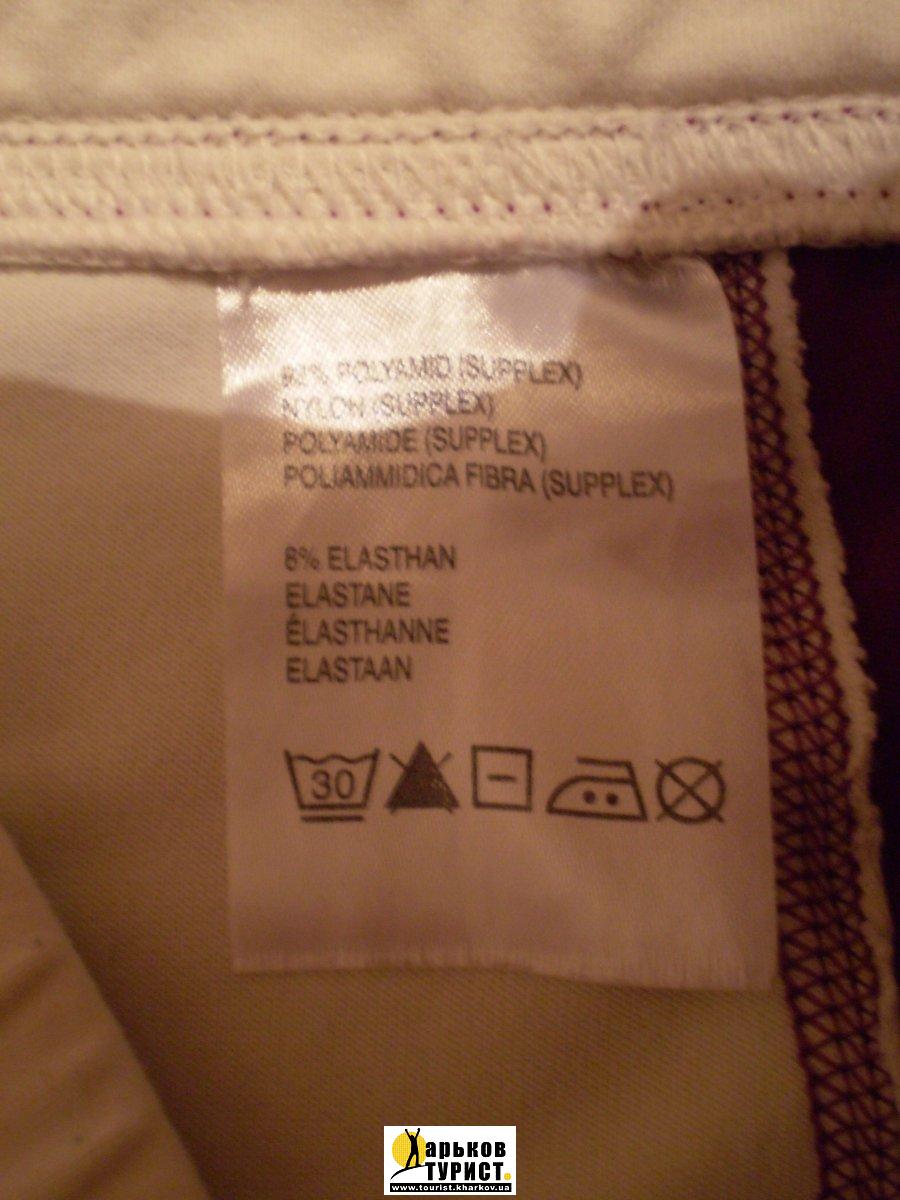 92% POLYAMID (SUPPLEX)
NYLON (SUPPLEX)
POLYAMIDE (SUPPLEX)
POLIAMMIDICA FIBRA (SUPPLEX)
8% ELASTHAN
ELASTANE
ÉLASTHANNE
ELASTAAN
30
Харьков
ТУРИСТ.
www.tourist.kharkov.ua